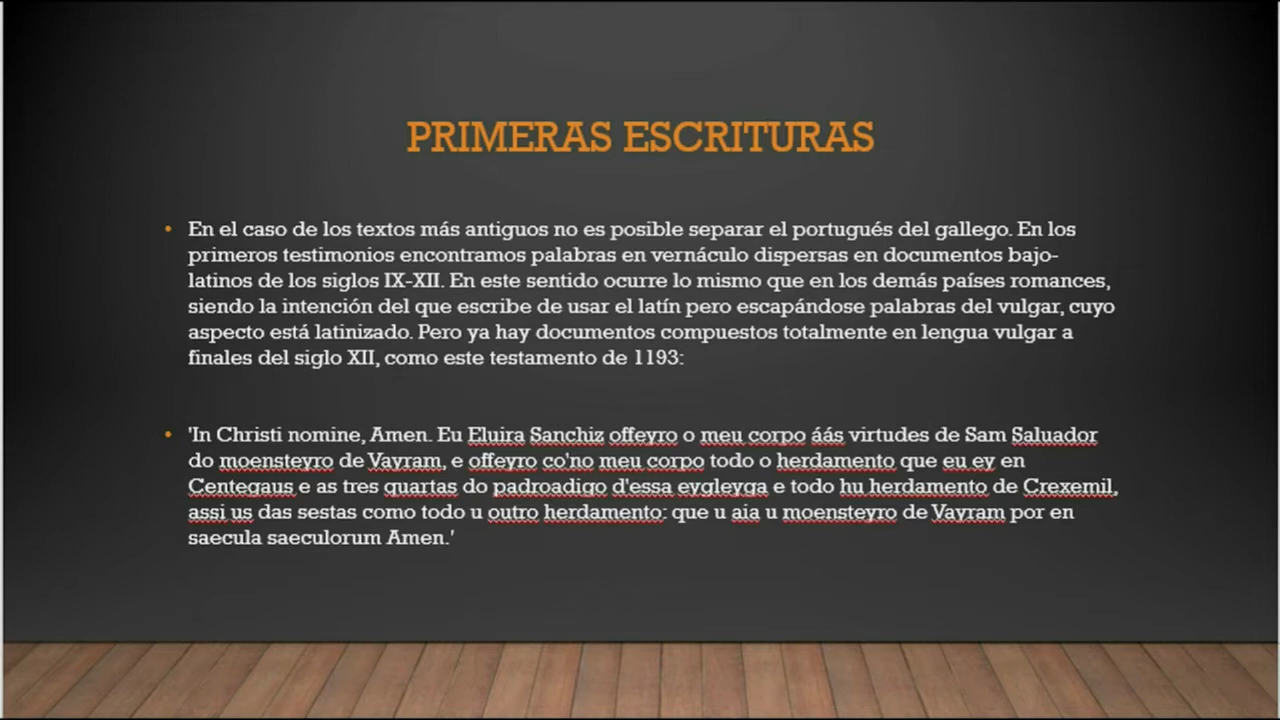 PRIMERAS ESCRITURAS
• En el caso de los textos más antiguos no es posible separar el portugués del gallego. En los
primeros testimonios encontramos palabras en vernáculo dispersas en documentos bajo-
latinos de los siglos IX-XII. En este sentido ocurre lo mismo que en los demás países romances,
siendo la intención del que escribe de usar el latín pero escapándose palabras del vulgar, cuyo
aspecto está latinizado. Pero ya hay documentos compuestos totalmente en lengua vulgar a
finales del siglo XII, como este testamento de 1193:
• 'In Christi nomine, Amen. Eu Eluira Sanchiz offeyro o meu corpo áás virtudes de Sam Saluador
do moensteyro de Vayram, e offeyro co'no meu corpo todo o herdamento que eu ey en
Centegaus e as tres quartas do padroadigo d'essa eygleyga e todo hu herdamento de Crexemil,
assi us das sestas como todo u outro herdamento: que u aia u moensteyro de Vayram por en
saecula saeculorum Amen.'